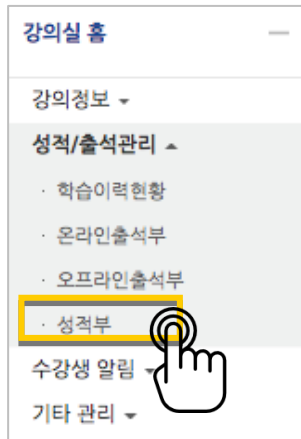 강의실 홈
강의정보
성적/출석관리
· 학습이력현황
· 온라인출석부
· 오프라인출석부
· 성적부
수강생 알림
기타 관리